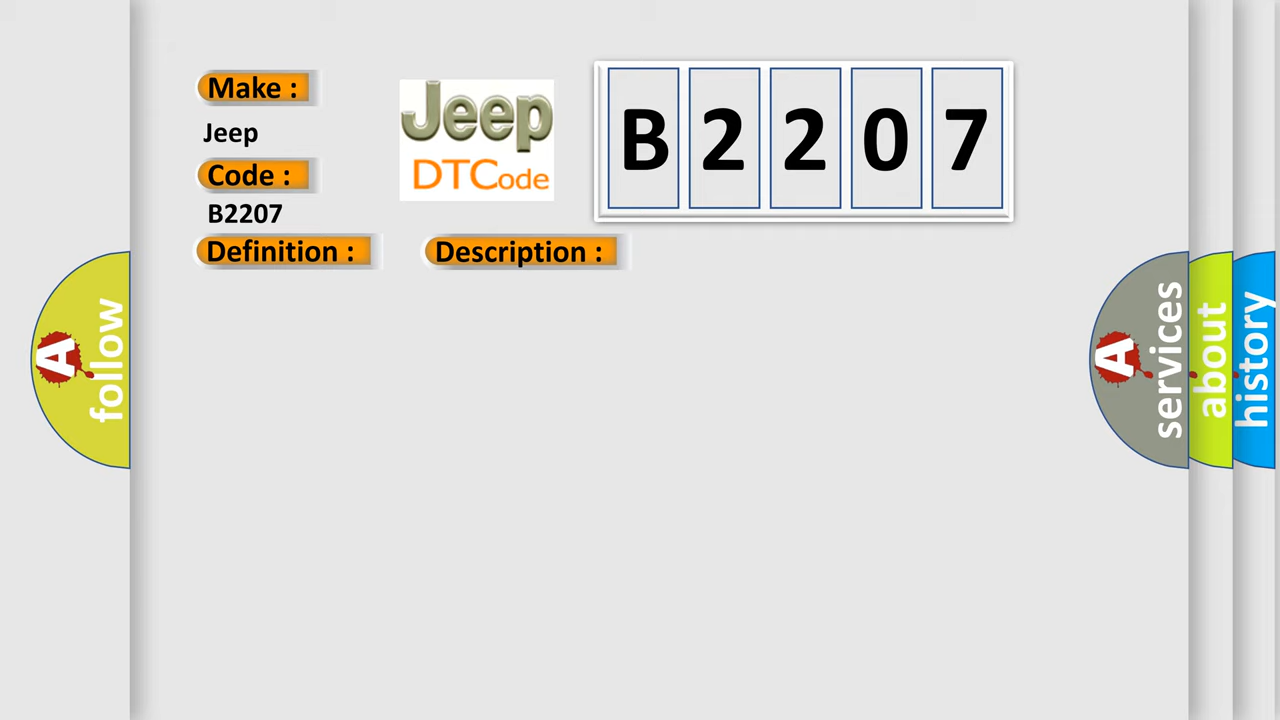 Make :
Jeep
Code :
B2207
Definition :
Description :
Jeep
DTCode
B 2 2 0 7
A follow
A services
about
history